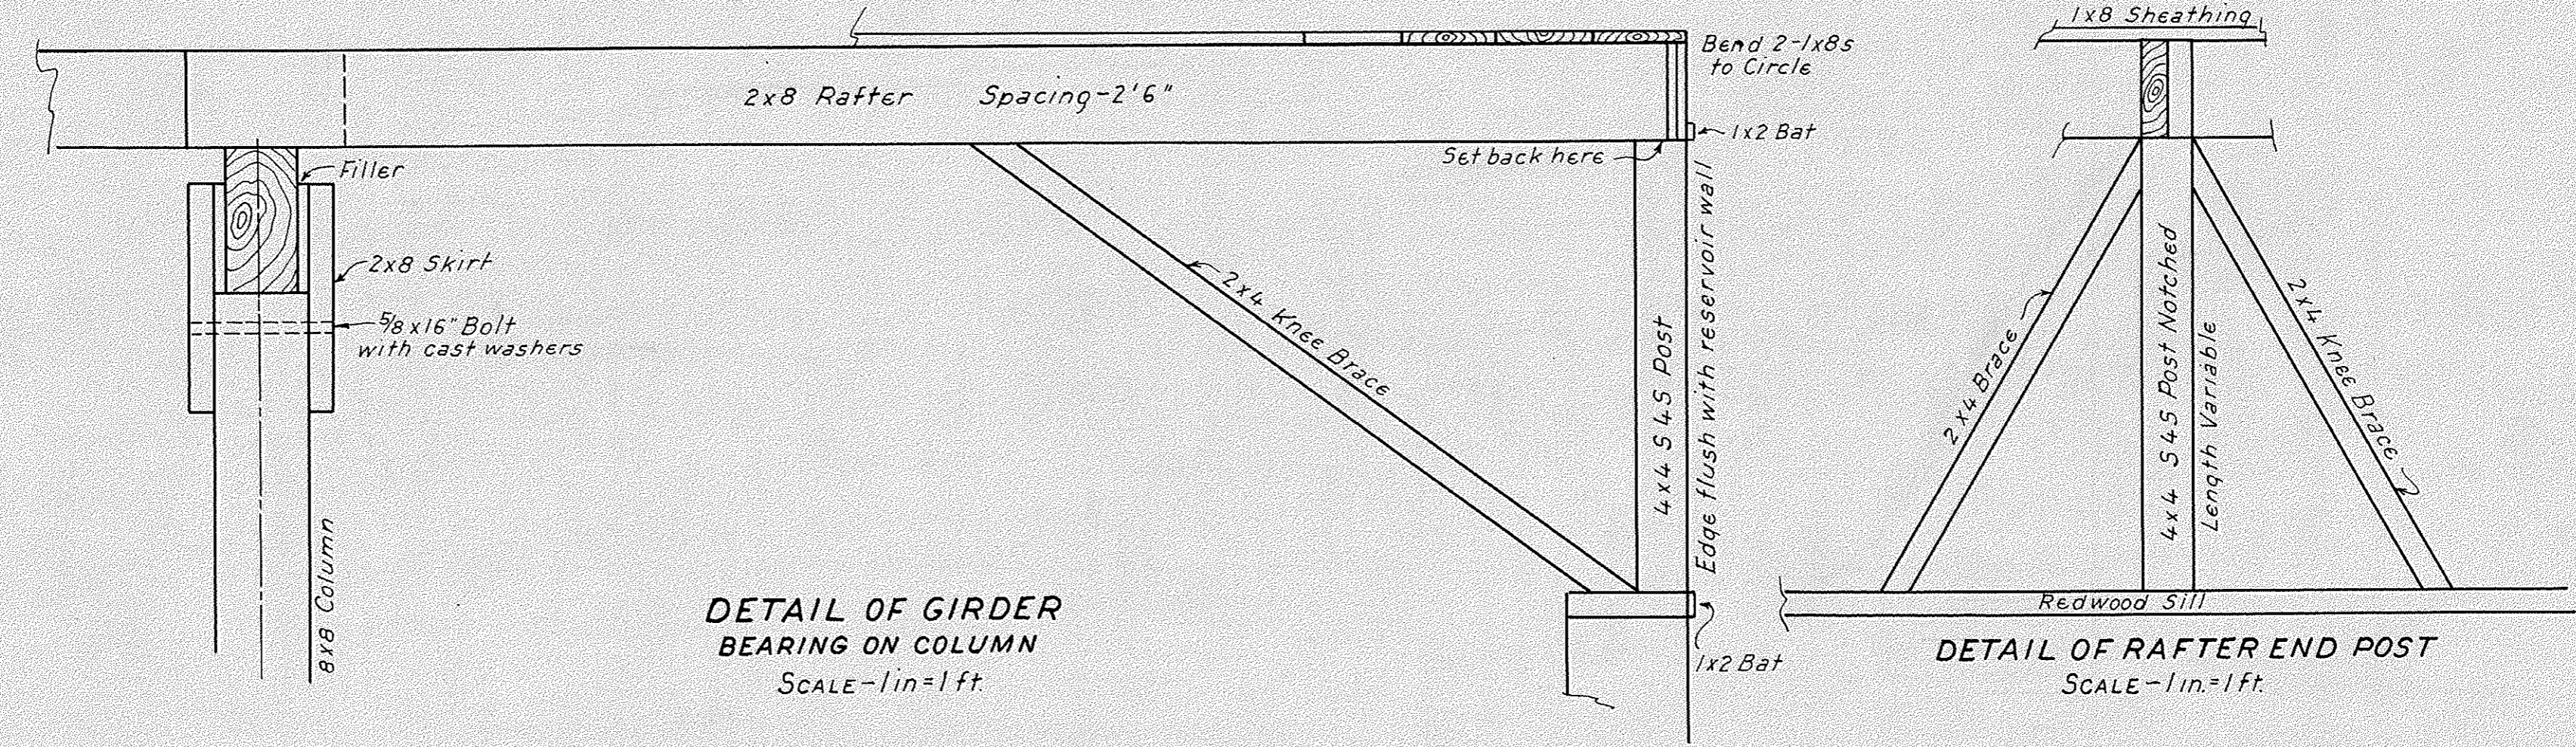 2x8 Rafter Spacing-2'6"
Bend 2-1x8s
to Circle
1x2 Bat
Set back here
Filler
2x8 Skirt
5/8x16" Bolt
with cast washers
8x8 Column
2x4 Knee Brace
4x4 S4S Post
Edge flush with reservoir wall
1x2 Bat
DETAIL OF GIRDER
BEARING ON COLUMN
SCALE-1in=1ft.
1x8 Sheathing
2x4 Brace
4x4 S4S Post Notched
Length Variable
2x4 Knee Brace
Redwood Sill
DETAIL OF RAFTER END POST
SCALE-1in.=1ft.